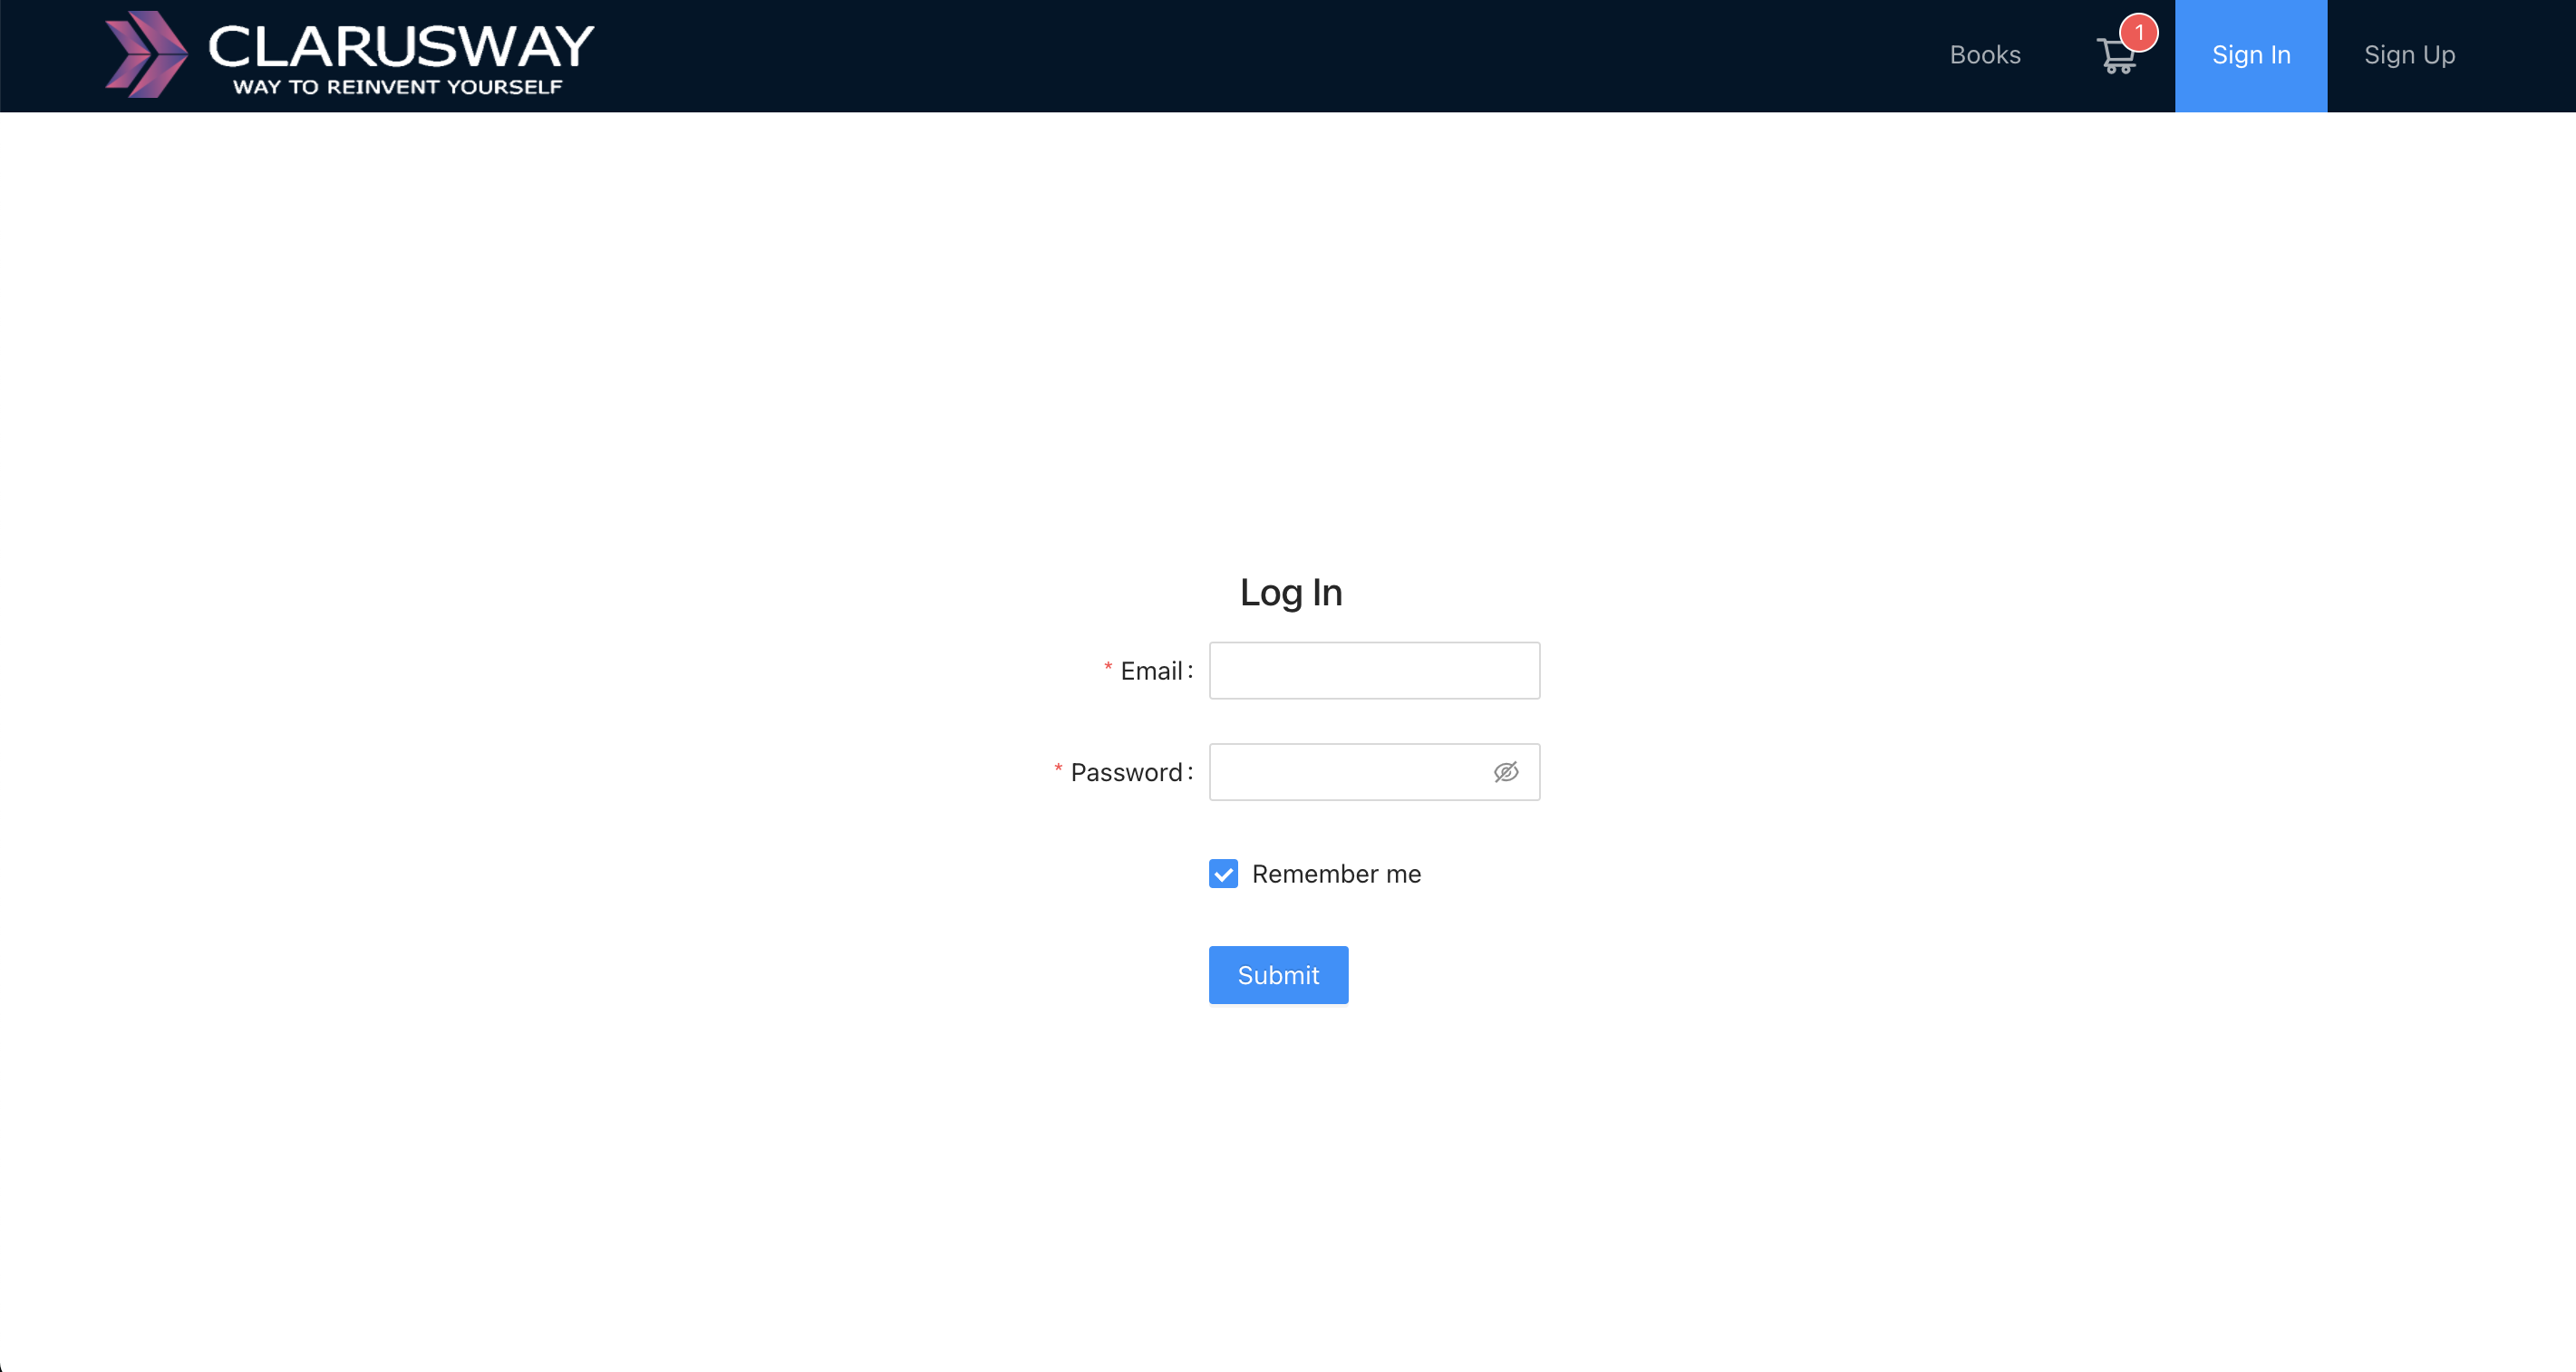 CLARUSWAY
WAY TO REINVENT YOURSELF
Books
1
Sign In
Sign Up
Log In
* Email:
* Password:
Remember me
Submit